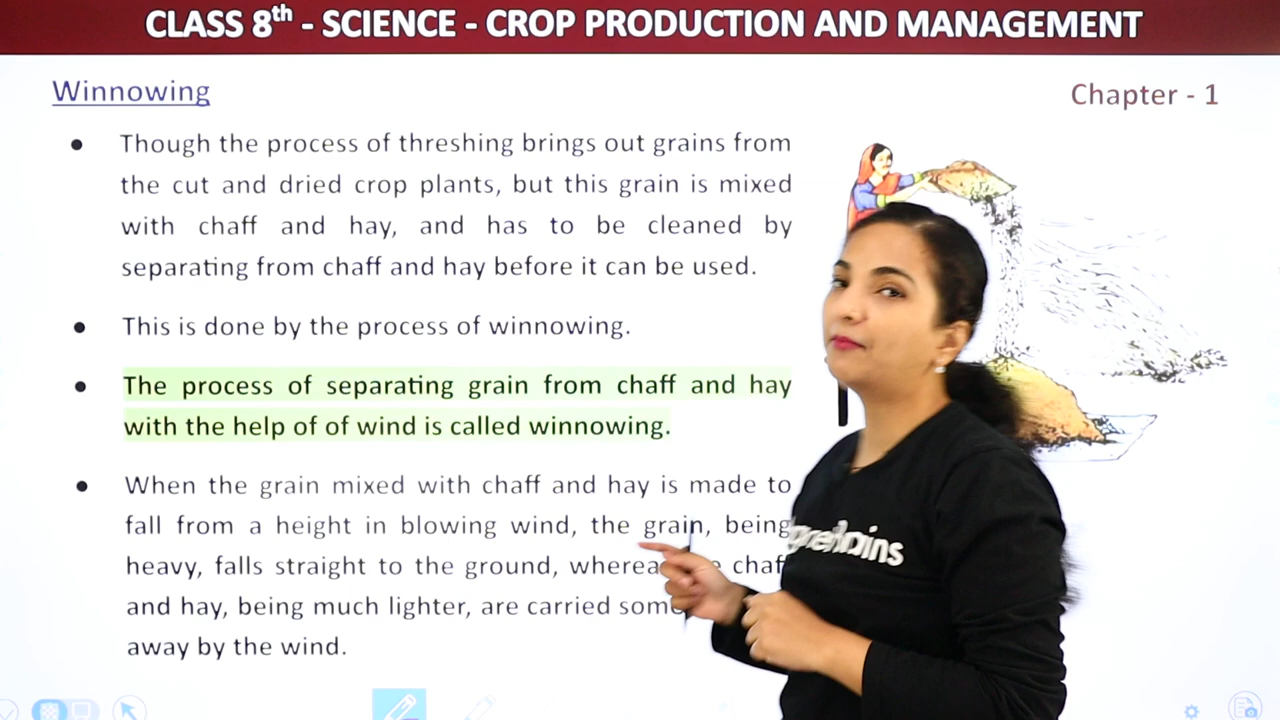 CLASS 8th - SCIENCE - CROP PRODUCTION AND MANAGEMENT
Winnowing
Chapter - 1
● Though the process of threshing brings out grains from
the cut and dried crop plants, but this grain is mixed
with chaff and hay, and has to be cleaned by
separating from chaff and hay before it can be used.
● This is done by the process of winnowing.
● The process of separating grain from chaff and hay
with the help of of wind is called winnowing.
● When the grain mixed with chaff and hay is made to
fall from a height in blowing wind, the grain, being
heavy, falls straight to the ground,
and hay, being much lighter, are carried
away by the wind.